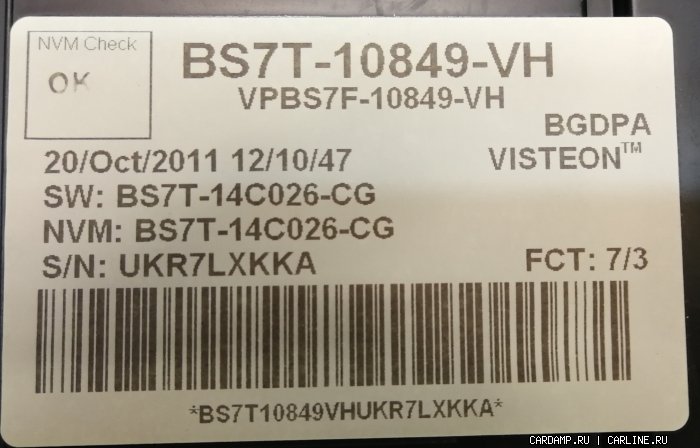 NVM Check
OK
BS7T-10849-VH
VPBS7F-10849-VH
BGDPA
20/Oct/2011 12/10/47
VISTEON™
SW: BS7T-14C026-CG
NVM: BS7T-14C026-CG
S/N: UKR7LXKKA
FCT: 7/3
*BS7T10849VHUKR7LXKKA*
CARDAMP.RU | CARLINE.RU